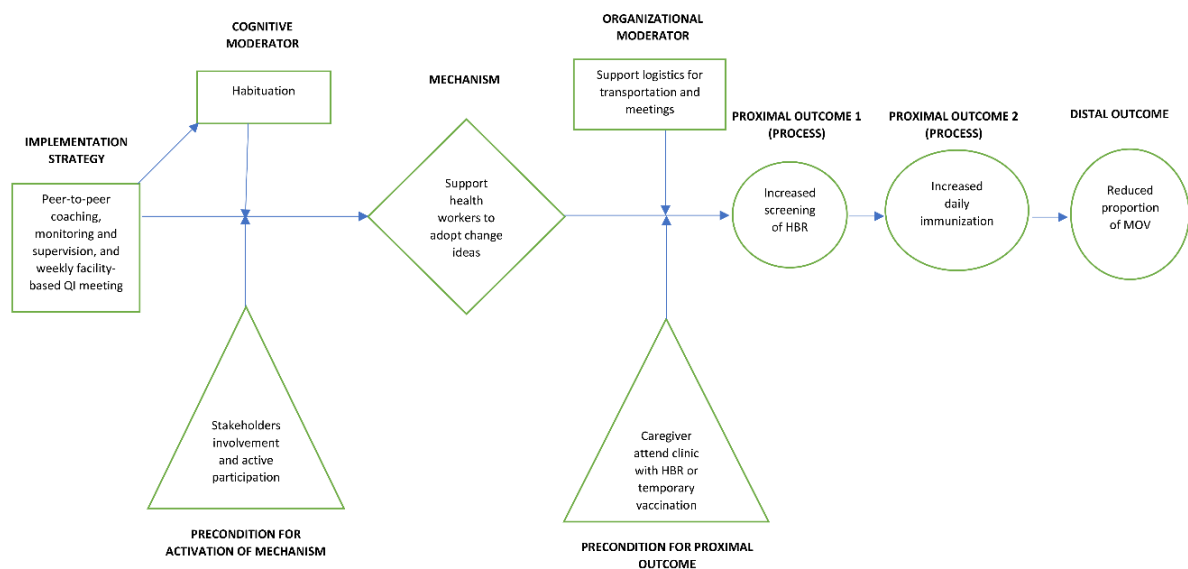 COGNITIVE
MODERATOR
Habituation
IMPLEMENTATION
STRATEGY
Peer-to-peer
coaching,
monitoring and
supervision, and
weekly facility-
based QI meeting
Stakeholders
involvement
and active
participation
PRECONDITION FOR
ACTIVATION OF MECHANISM
MECHANISM
Support
health
workers to
adopt change
ideas
ORGANIZATIONAL
MODERATOR
Support logistics for
transportation and
meetings
Caregiver
attend clinic
with HBR or
temporary
vaccination
PRECONDITION FOR PROXIMAL
OUTCOME
PROXIMAL OUTCOME 1
(PROCESS)
Increased
screening
of HBR
PROXIMAL OUTCOME 2
(PROCESS)
Increased
daily
immunization
DISTAL OUTCOME
Reduced
proportion
of MOV